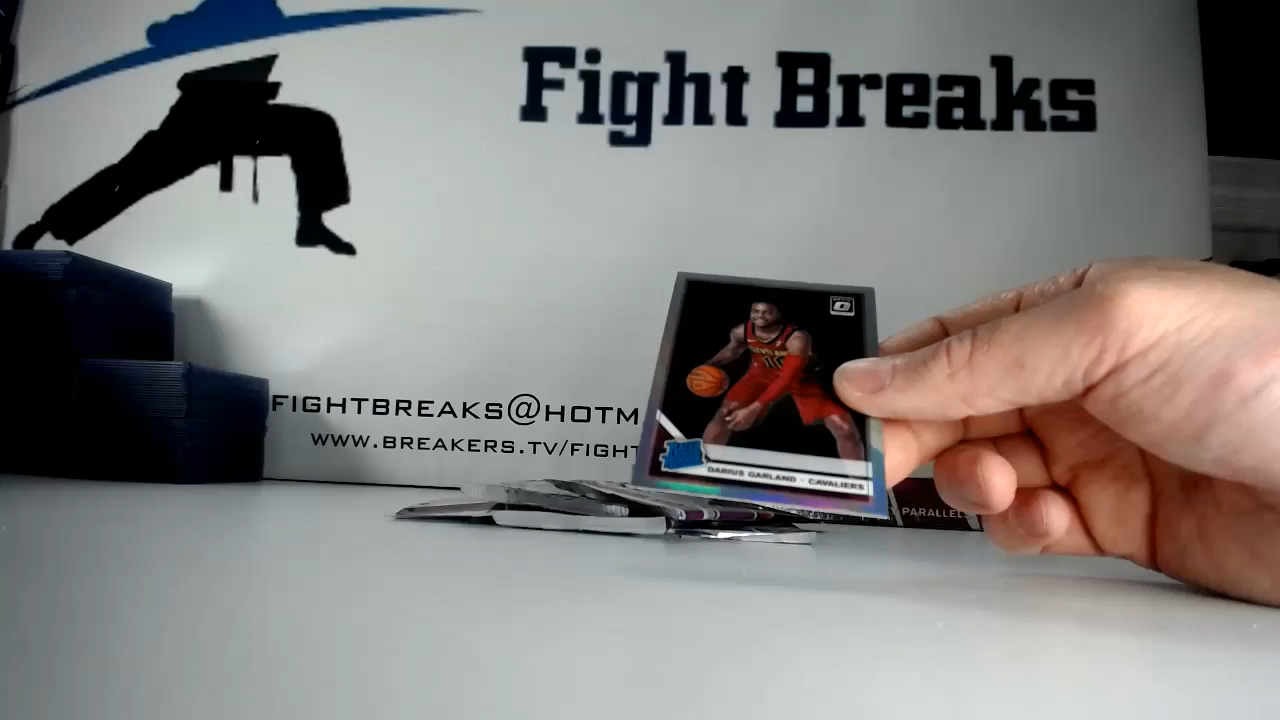 Fight Breaks
FIGHTBREAKS@HOTM
WWW.BREAKERS.TV/FIGHT
DARIUS GARLAND - CAVALIERS
PARALLEL